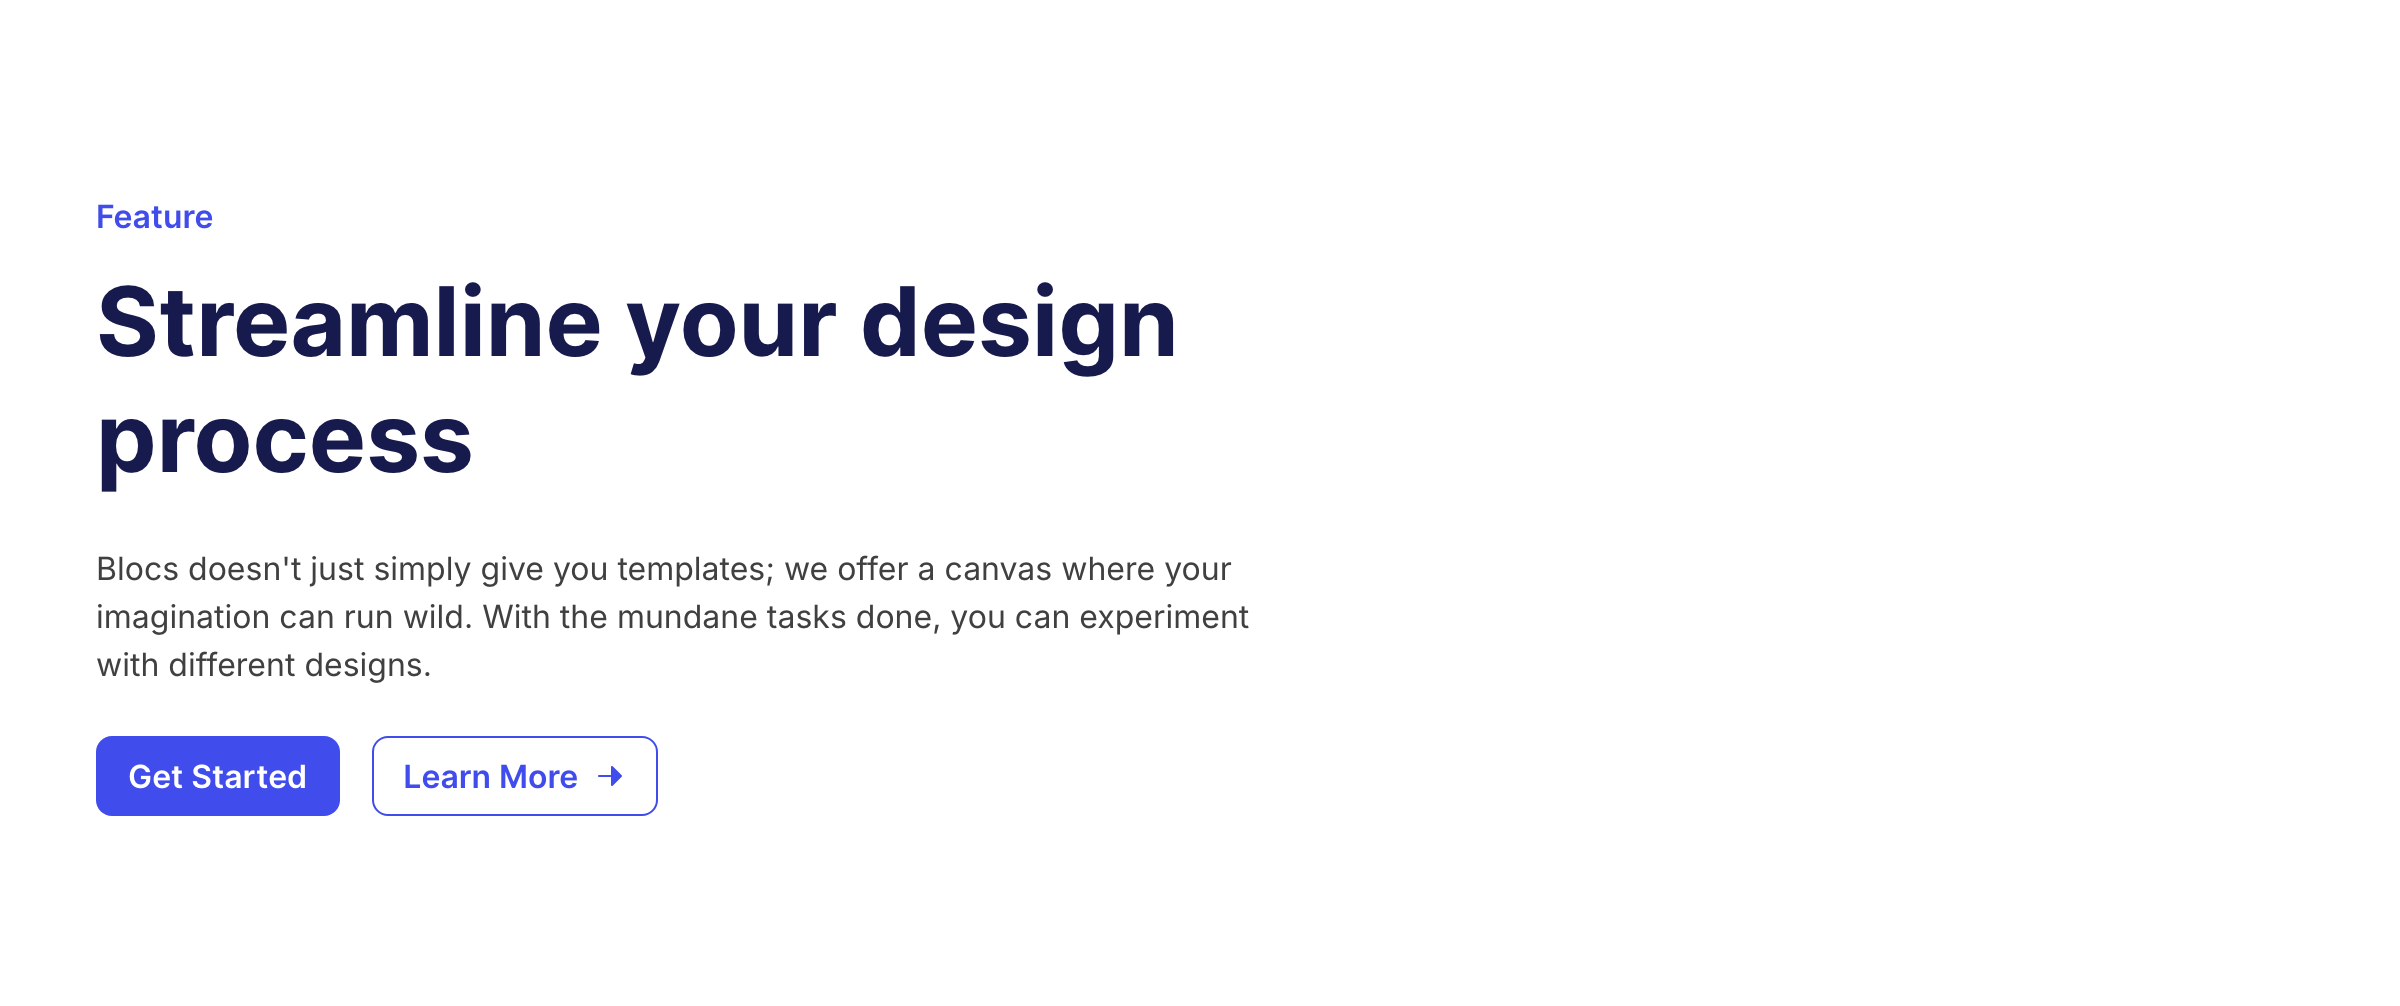 Feature
Streamline your design
process
Blocs doesn't just simply give you templates; we offer a canvas where your
imagination can run wild. With the mundane tasks done, you can experiment
with different designs.
Get Started
Learn More